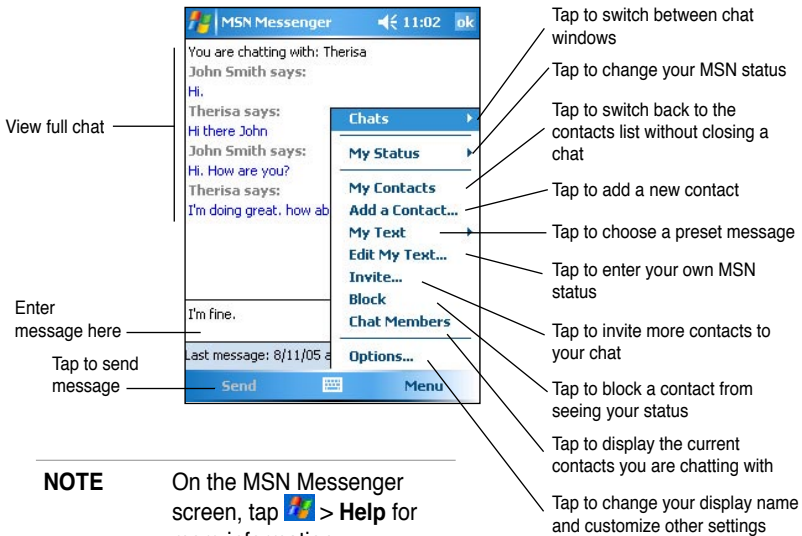 MSN Messenger 11:02 ok
You are chatting with: Therisa
John Smith says:
Hi.
Therisa says:
Hi there John
John Smith says:
Hi. How are you?
Therisa says:
I'm doing great. how ab
I'm fine.
Last message: 8/11/05 a
Send Menu
Chats
My Status
My Contacts
Add a Contact...
My Text
Edit My Text...
Invite...
Block
Chat Members
Options...
View full chat
Enter
message here
Tap to send
message
Tap to switch between chat
windows
Tap to change your MSN status
Tap to switch back to the
contacts list without closing a
chat
Tap to add a new contact
Tap to choose a preset message
Tap to enter your own MSN
status
Tap to invite more contacts to
your chat
Tap to block a contact from
seeing your status
Tap to display the current
contacts you are chatting with
Tap to change your display name
and customize other settings
NOTE On the MSN Messenger
screen, tap > Help for
more information